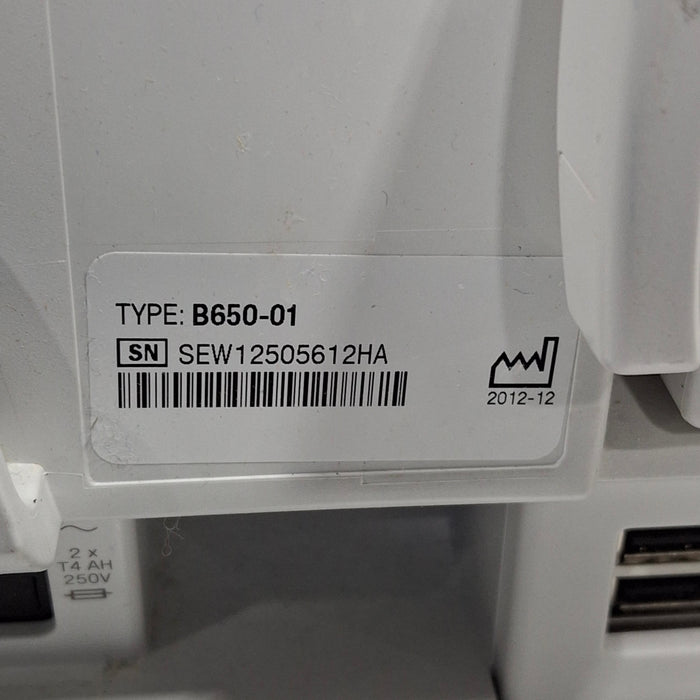 TYPE: B650-01
SN SEW12505612HA
2012-12
2 x
T4 AH
250V